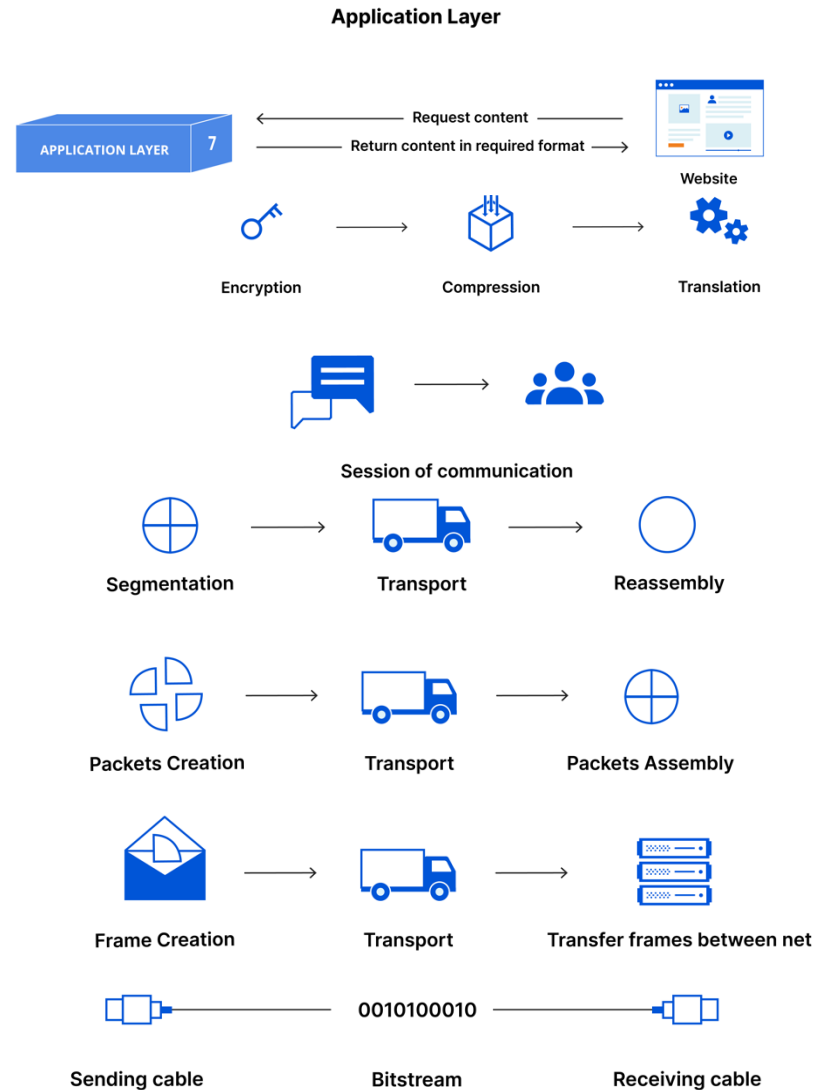 Application Layer
Request content
APPLICATION LAYER 7
Return content in required format
Website
Encryption Compression Translation
Session of communication
Segmentation Transport Reassembly
Packets Creation Transport Packets Assembly
Frame Creation Transport Transfer frames between net
0010100010
Sending cable Bitstream Receiving cable